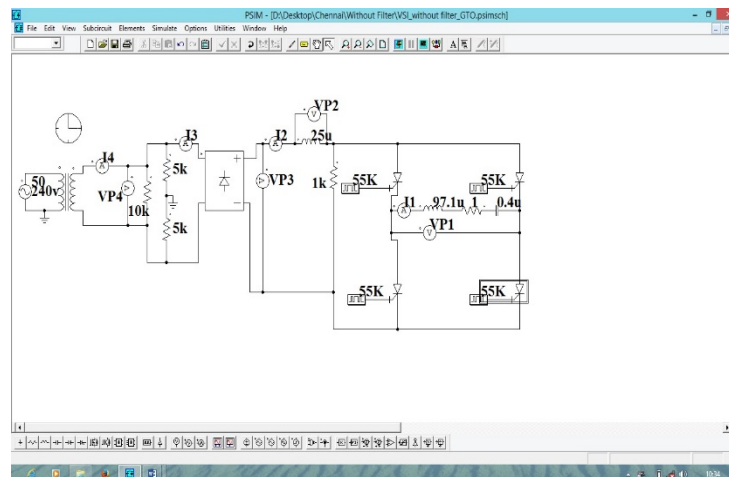 PSIM - [D:\Desktop\Chennai\Without Filter\VSI_without filter_GTO.psimsch]
File Edit View Subcircuit Elements Simulate Options Utilities Window Help
VP2
I3
I2
25u
I4
5k
VP3
1k
55K
55K
50
240v
VP4
10k
I1
97.1u
1
0.4u
5k
VP1
55K
55K
10:34